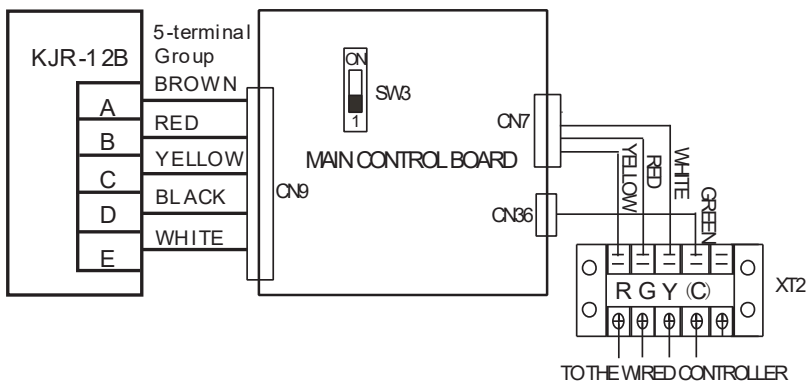 KJR-12B
5-terminal
Group
A
BROWN
B
RED
C
YELLOW
D
BLACK
E
WHITE
CN9
ON
1
SW3
MAIN CONTROL BOARD
CN7
CN36
YELLOW
RED
WHITE
GREEN
R G Y (C)
XT2
TO THE WIRED CONTROLLER